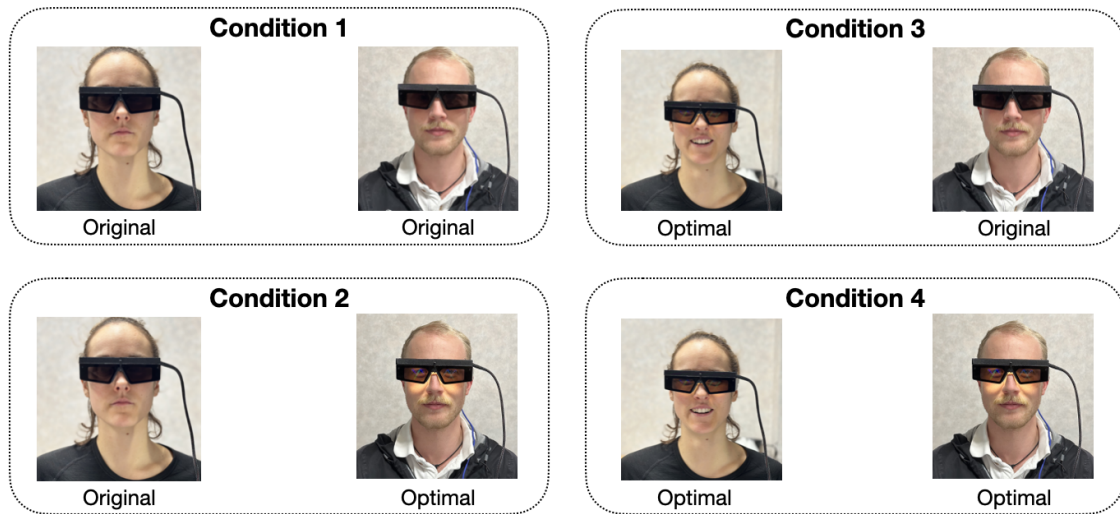 Condition 1
Original
Original
Condition 3
Optimal
Original
Condition 2
Original
Optimal
Condition 4
Optimal
Optimal